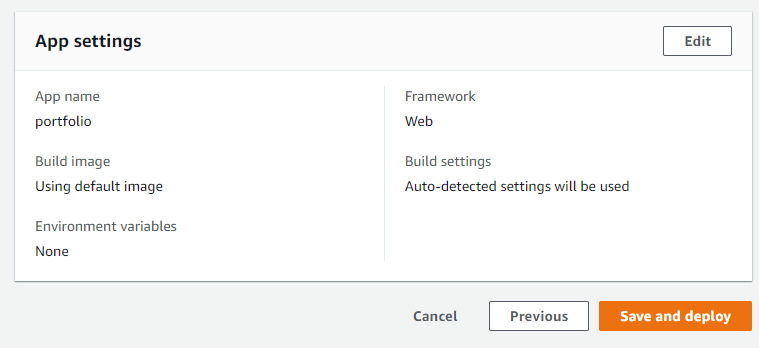 App settings
Edit
App name
portfolio
Framework
Web
Build image
Using default image
Build settings
Auto-detected settings will be used
Environment variables
None
Cancel
Previous
Save and deploy